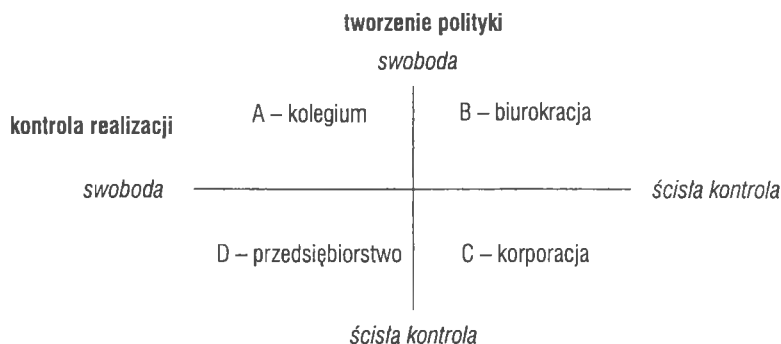 tworzenie polityki
swoboda
A – kolegium B – biurokracja
kontrola realizacji
swoboda ścisła kontrola
D – przedsiębiorstwo C – korporacja
ścisła kontrola